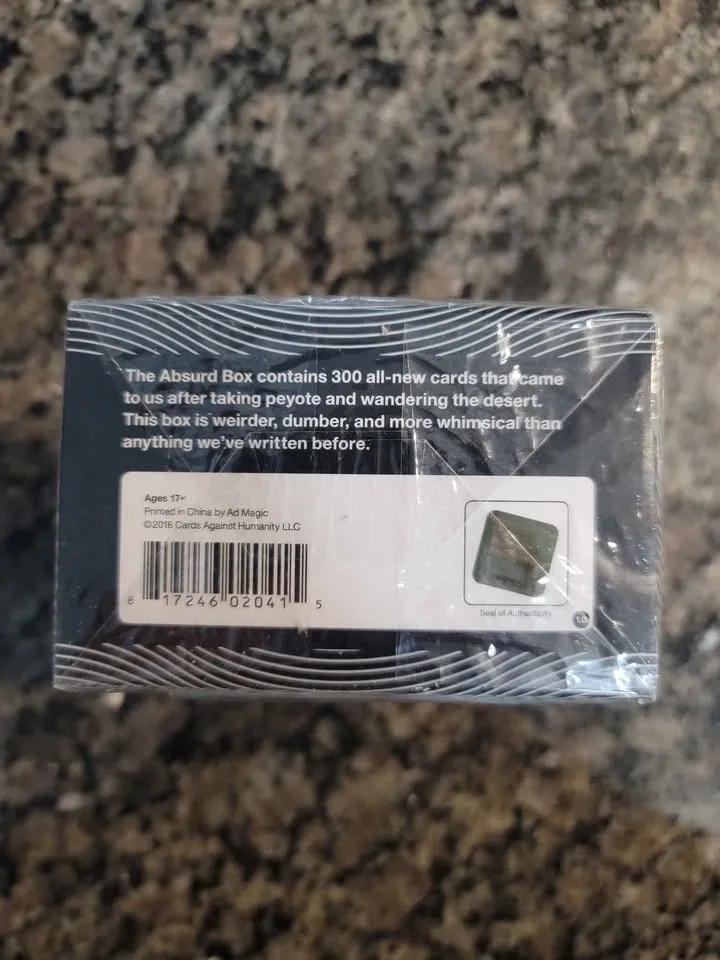 The Absurd Box contains 300 all-new cards that came
to us after taking peyote and wandering the desert.
This box is weirder, dumber, and more whimsical than
anything we've written before.
Ages 17+
Printed in China by Ad Magic
©2016 Cards Against Humanity LLC
8 17246 02041 5
Seal of Authenticity
1.0